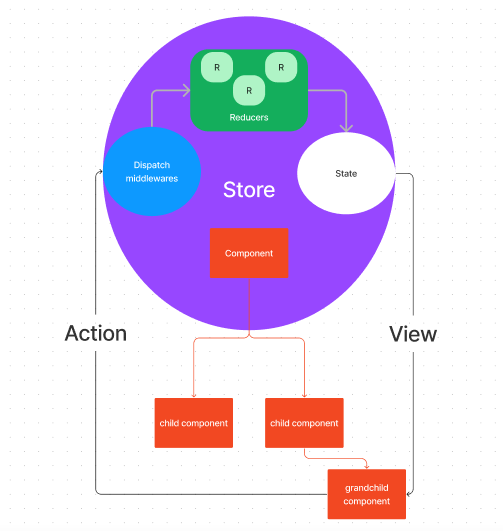 R
R
R
Reducers
Dispatch
middlewares
State
Store
Component
Action
View
child component
child component
grandchild
component